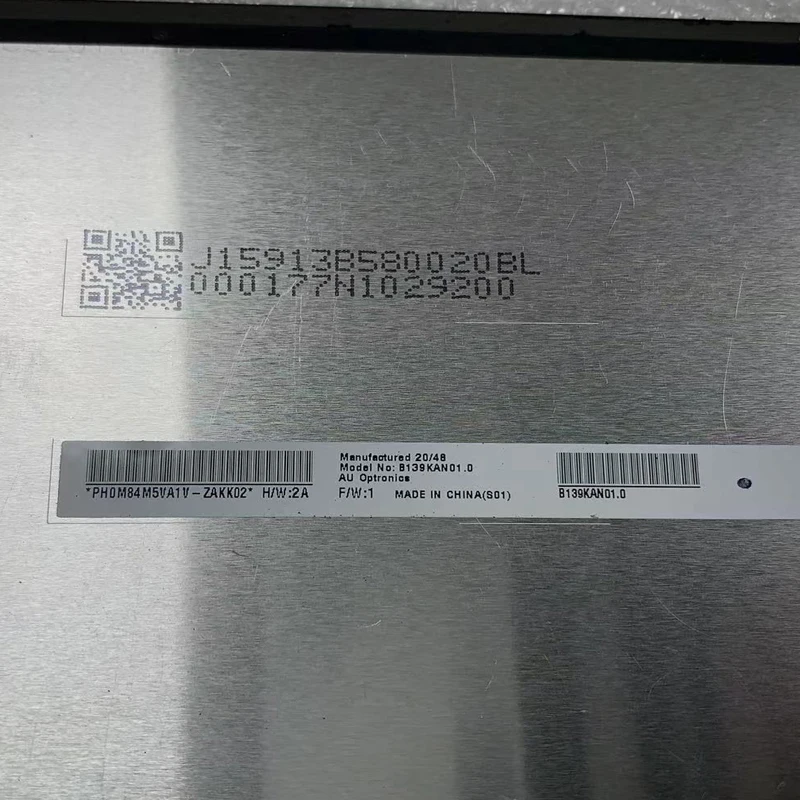 J15913B580020BL
000177N1029200
Manufactured 20/48
Model No: B139KAN01.0
AU Optronics
*PH0M84M5VA1V-ZAKK02* H/W:2A F/W:1 MADE IN CHINA(S01)
B139KAN01.0